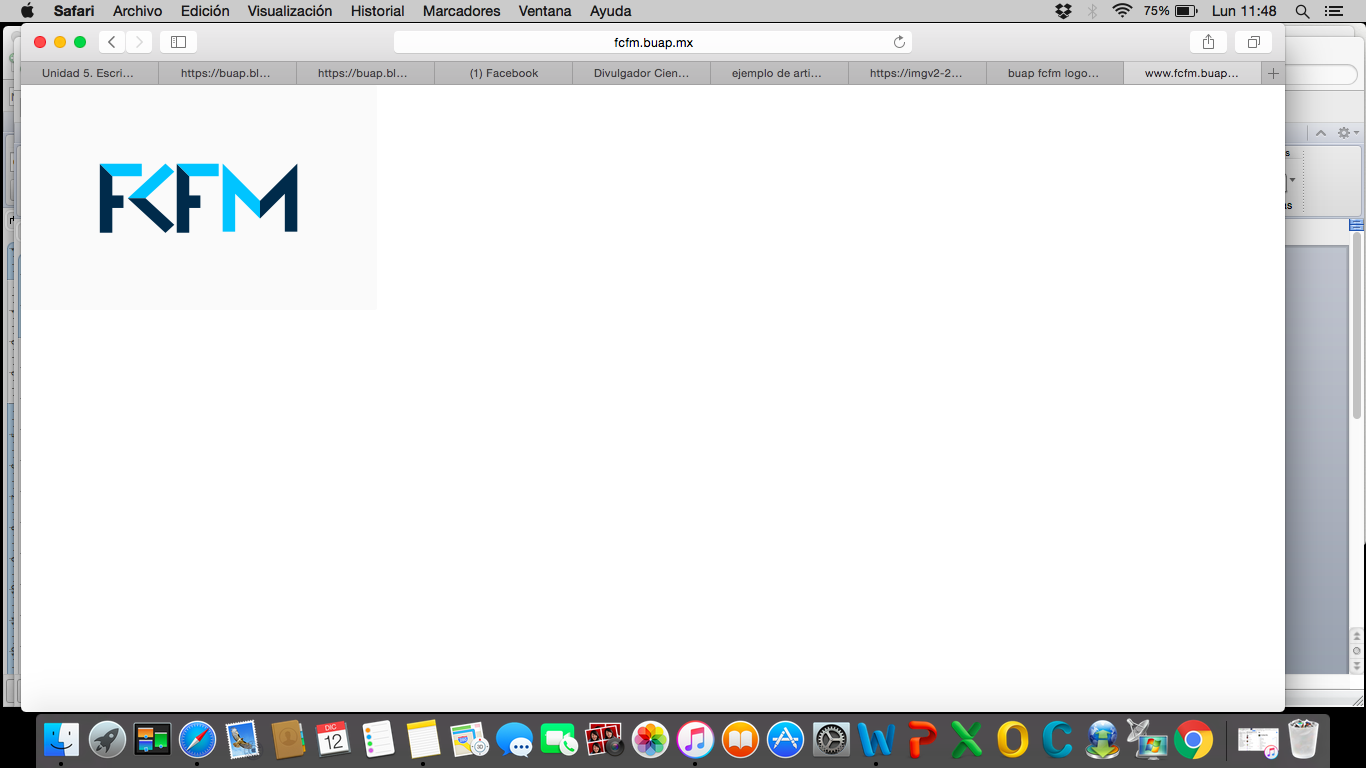 Safari Archivo Edición Visualización Historial Marcadores Ventana Ayuda 75% Lun 11:48
fcfm.buap.mx
Unidad 5. Escri... https://buap.bl... https://buap.bl... (1) Facebook Divulgador Cien... ejemplo de arti... https://imgv2-2... buap fcfm logo... www.fcfm.buap...
FCFM
DIC
12